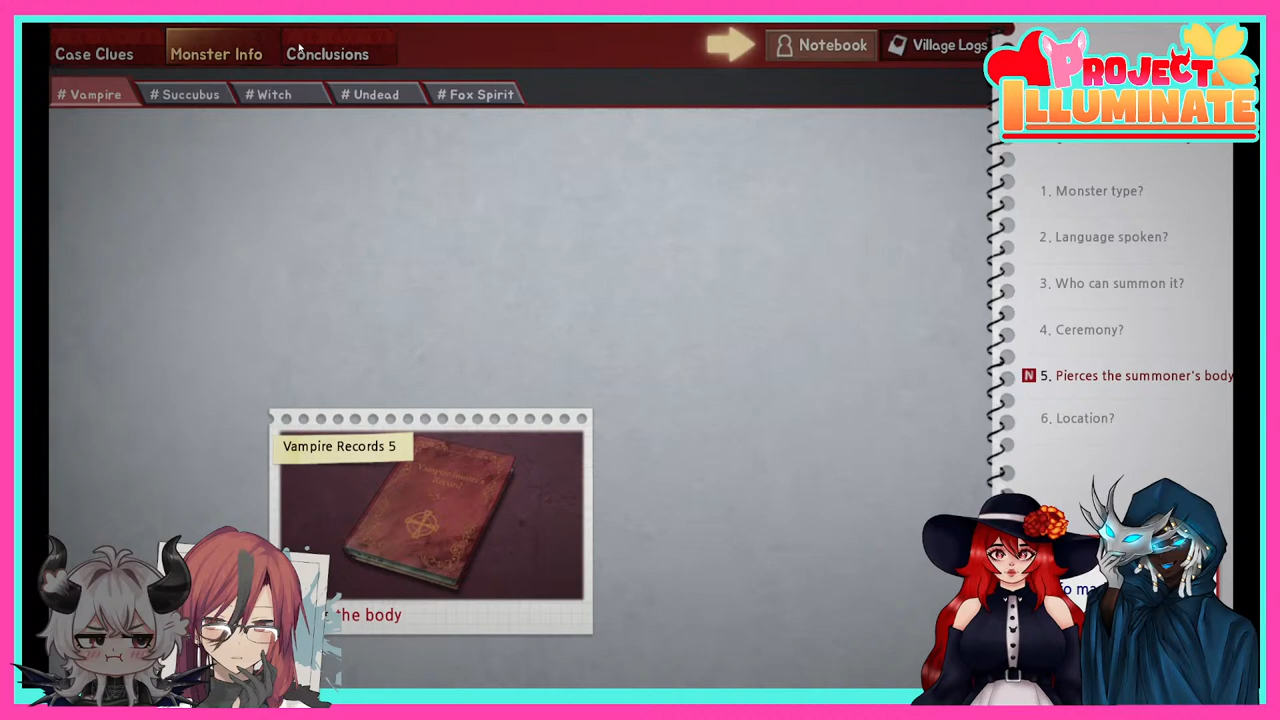 Case Clues
Monster Info
Conclusions
Notebook
Village Logs
PROJECT
ILLUMINATE
# Vampire
# Succubus
# Witch
# Undead
# Fox Spirit
1. Monster type?
2. Language spoken?
3. Who can summon it?
4. Ceremony?
N 5. Pierces the summoner's body
6. Location?
Vampire Records 5
the body